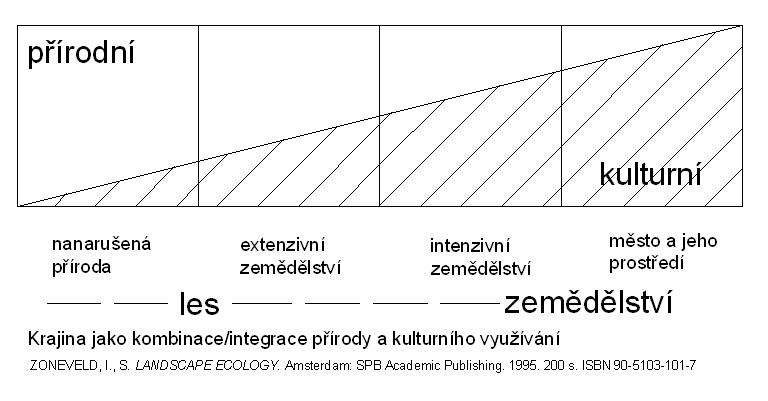 přírodní
kulturní
nanarušená
příroda
extenzivní
zemědělství
intenzivní
zemědělství
město a jeho
prostředí
les
zemědělství
Krajina jako kombinace/integrace přírody a kulturního využívání
ZONEVELD, I., S. LANDSCAPE ECOLOGY. Amsterdam: SPB Academic Publishing. 1995. 200 s. ISBN 90-5103-101-7